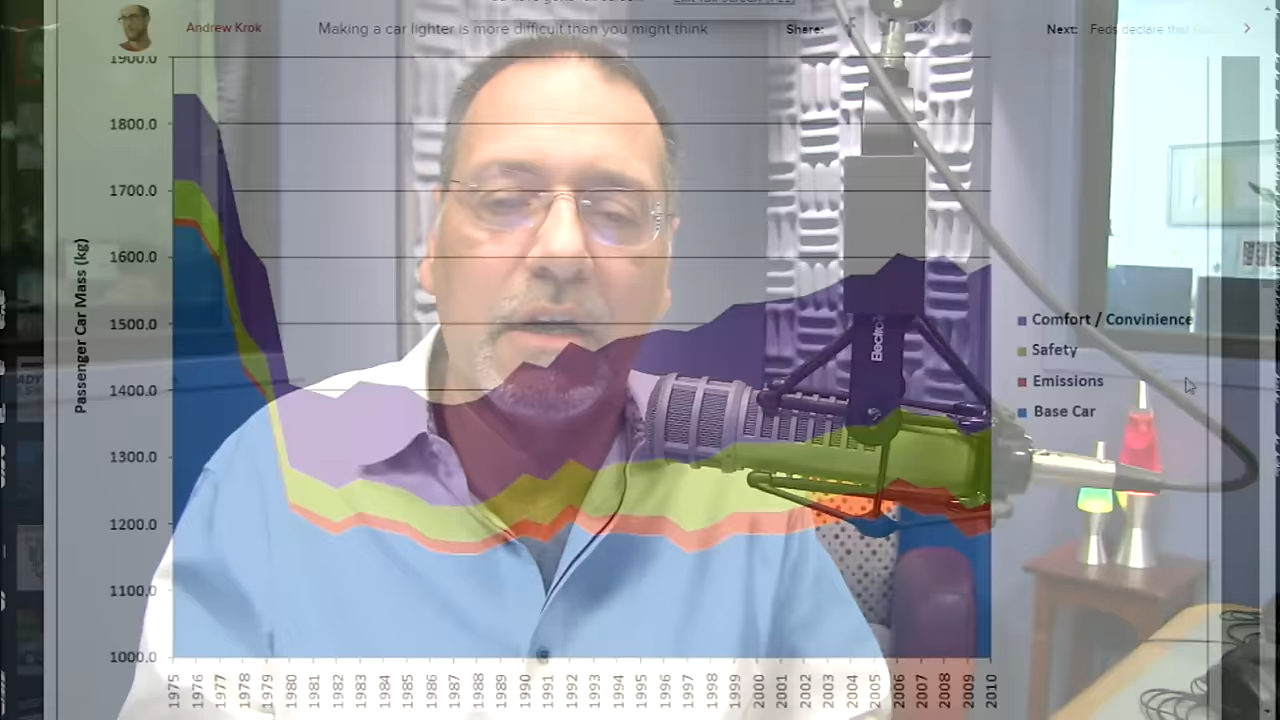 Andrew Krok
Making a car lighter is more difficult than you might think
Share:
Next: Feds declare that
1900.0
1800.0
1700.0
1600.0
1500.0
1400.0
1300.0
1200.0
1100.0
1000.0
Passenger Car Mass (kg)
Comfort / Convinience
Safety
Emissions
Base Car
1975 1976 1977 1978 1979 1980 1981 1982 1983 1984 1985 1986 1987 1988 1989 1990 1991 1992 1993 1994 1995 1996 1997 1998 1999 2000 2001 2002 2003 2004 2005 2006 2007 2008 2009 2010